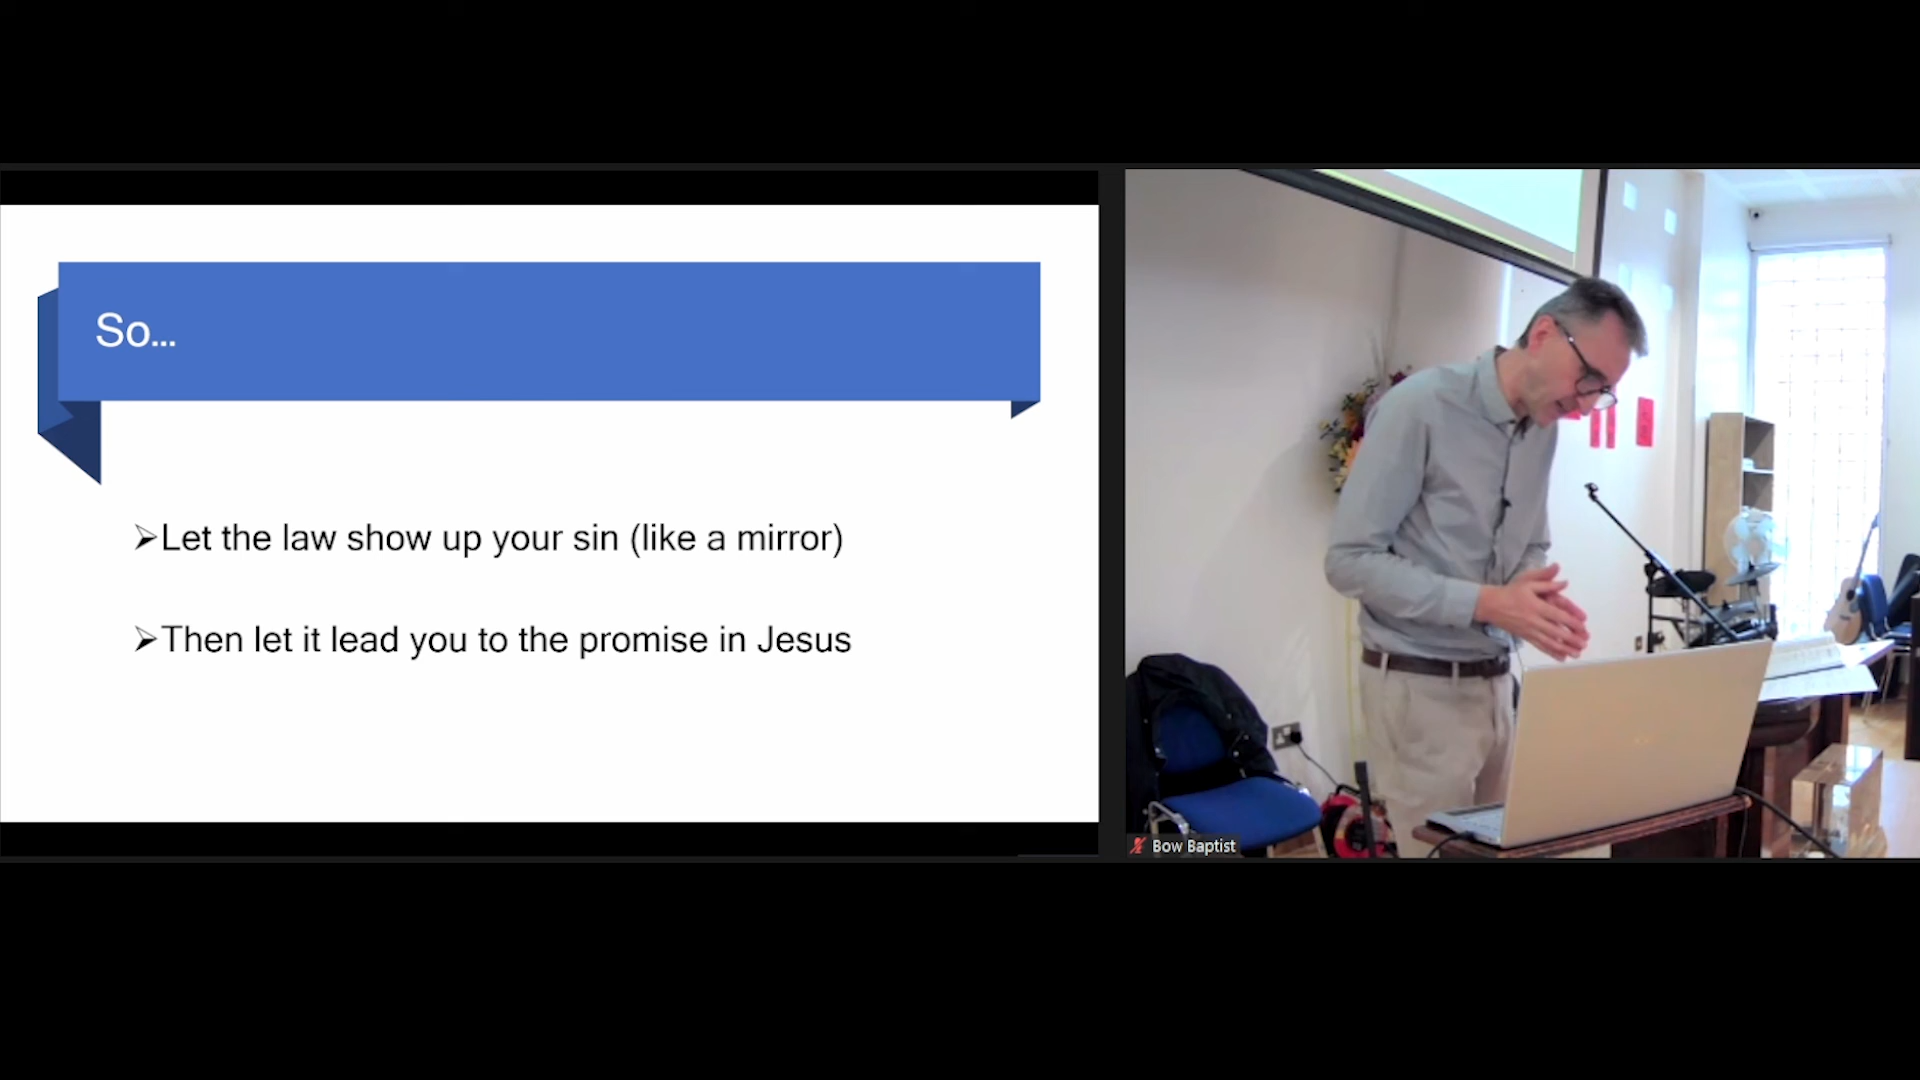 So...
➢Let the law show up your sin (like a mirror)
➢Then let it lead you to the promise in Jesus
Bow Baptist